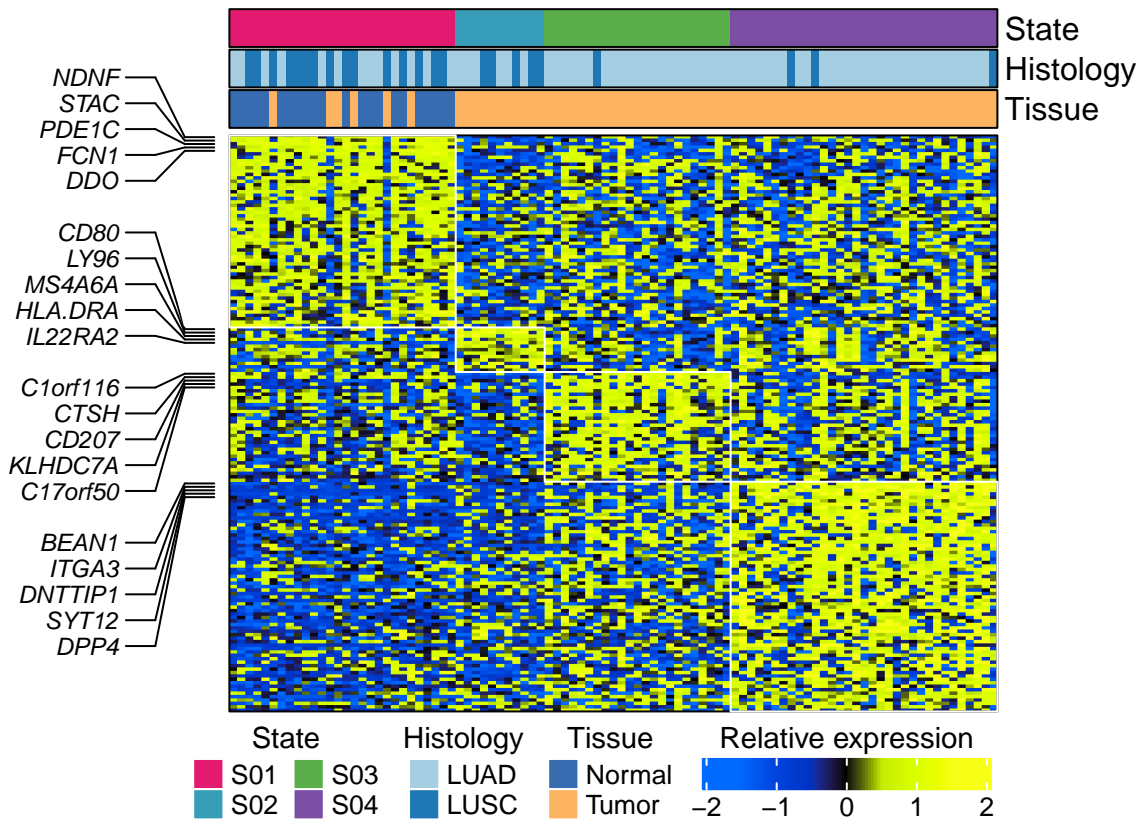 State
Histology
Tissue
NDNF
STAC
PDE1C
FCN1
DDO
CD80
LY96
MS4A6A
HLA.DRA
IL22RA2
C1orf116
CTSH
CD207
KLHDC7A
C17orf50
BEAN1
ITGA3
DNTTIP1
SYT12
DPP4
State Histology Tissue Relative expression
S01 S03 LUAD Normal
S02 S04 LUSC Tumor
−2 −1 0 1 2